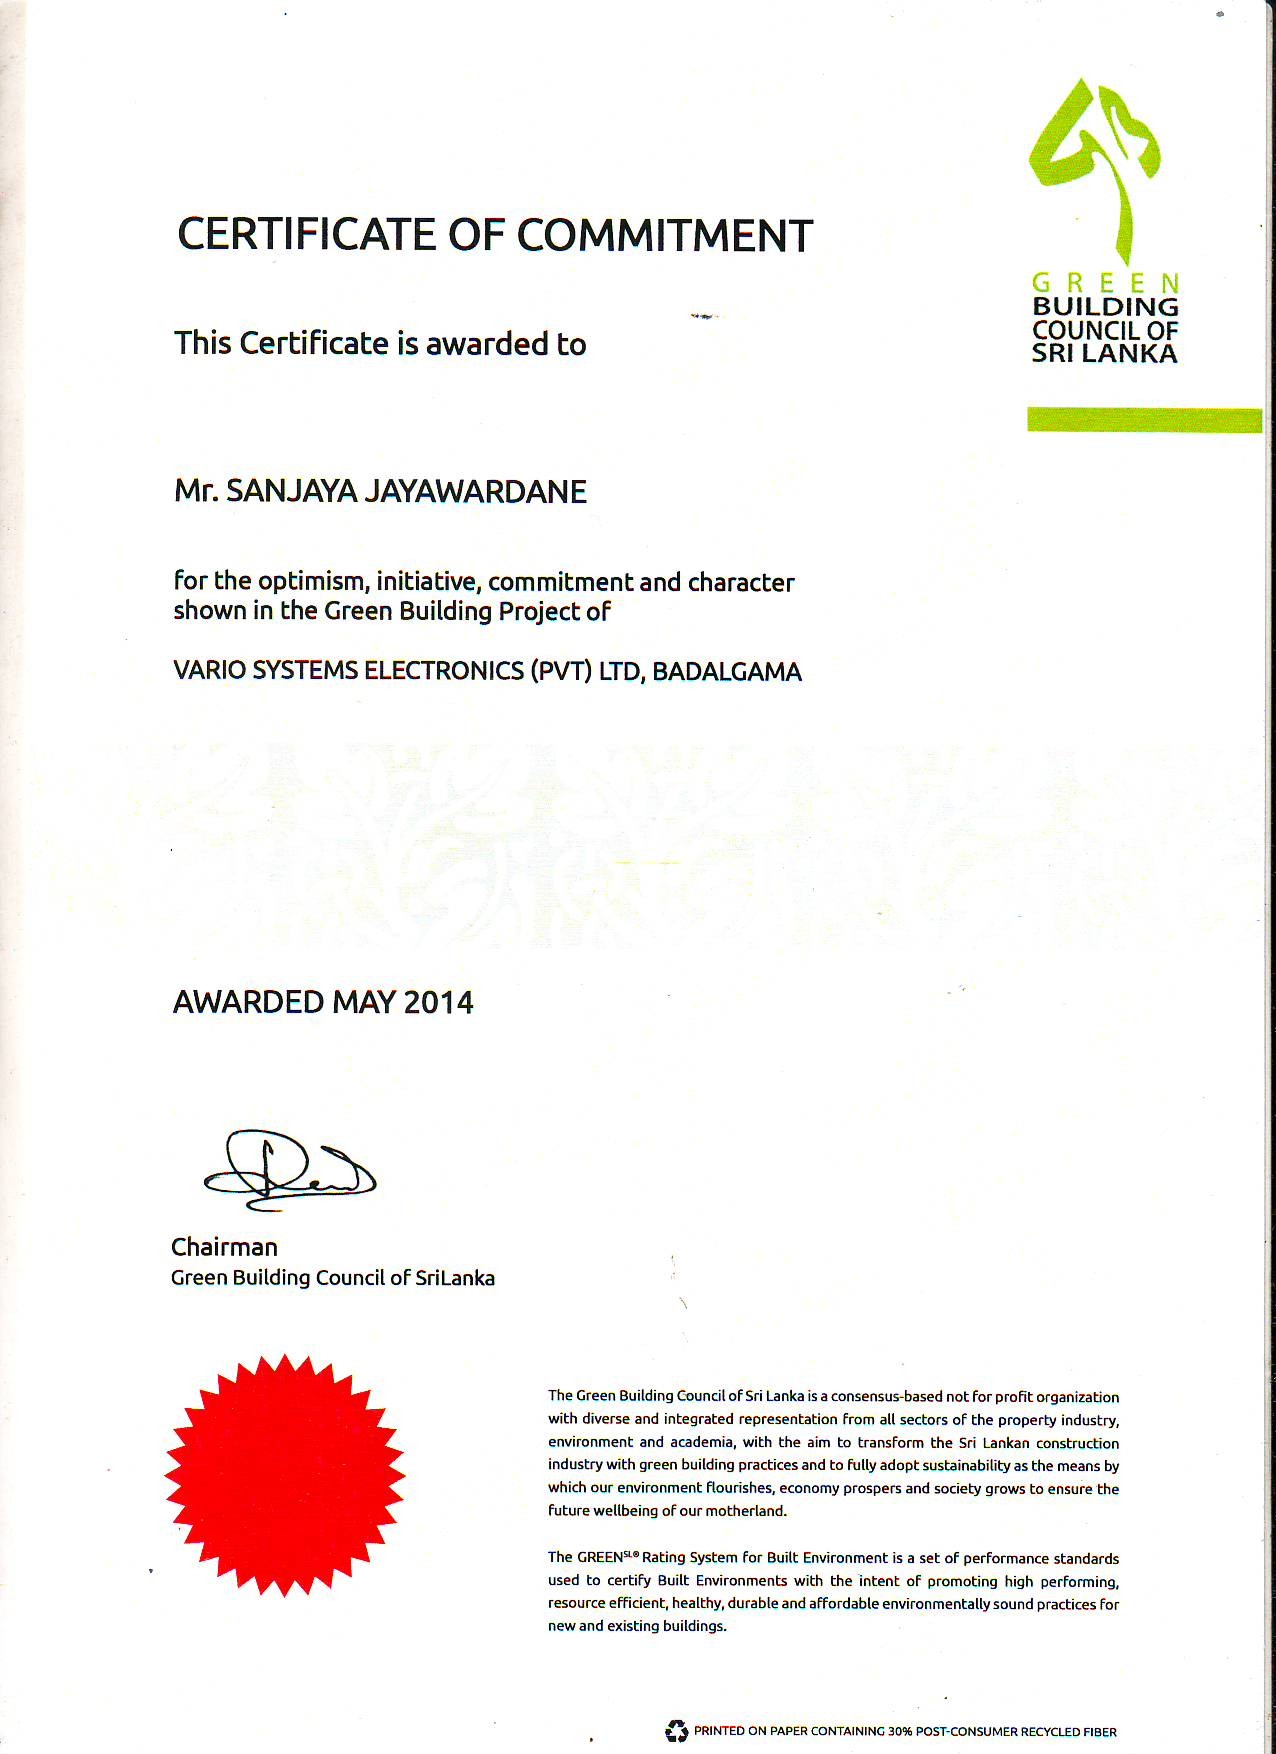 GREEN
BUILDING
COUNCIL OF
SRI LANKA
CERTIFICATE OF COMMITMENT
This Certificate is awarded to
Mr. SANJAYA JAYAWARDANE
for the optimism, initiative, commitment and character
shown in the Green Building Project of
VARIO SYSTEMS ELECTRONICS (PVT) LTD, BADALGAMA
AWARDED MAY 2014
Chairman
Green Building Council of SriLanka
The Green Building Council of Sri Lanka is a consensus-based not for profit organization
with diverse and integrated representation from all sectors of the property industry,
environment and academia, with the aim to transform the Sri Lankan construction
industry with green building practices and to fully adopt sustainability as the means by
which our environment flourishes, economy prospers and society grows to ensure the
future wellbeing of our motherland.
The GREENSL® Rating System for Built Environment is a set of performance standards
used to certify Built Environments with the intent of promoting high performing,
resource efficient, healthy, durable and affordable environmentally sound practices for
new and existing buildings.
PRINTED ON PAPER CONTAINING 30% POST-CONSUMER RECYCLED FIBER